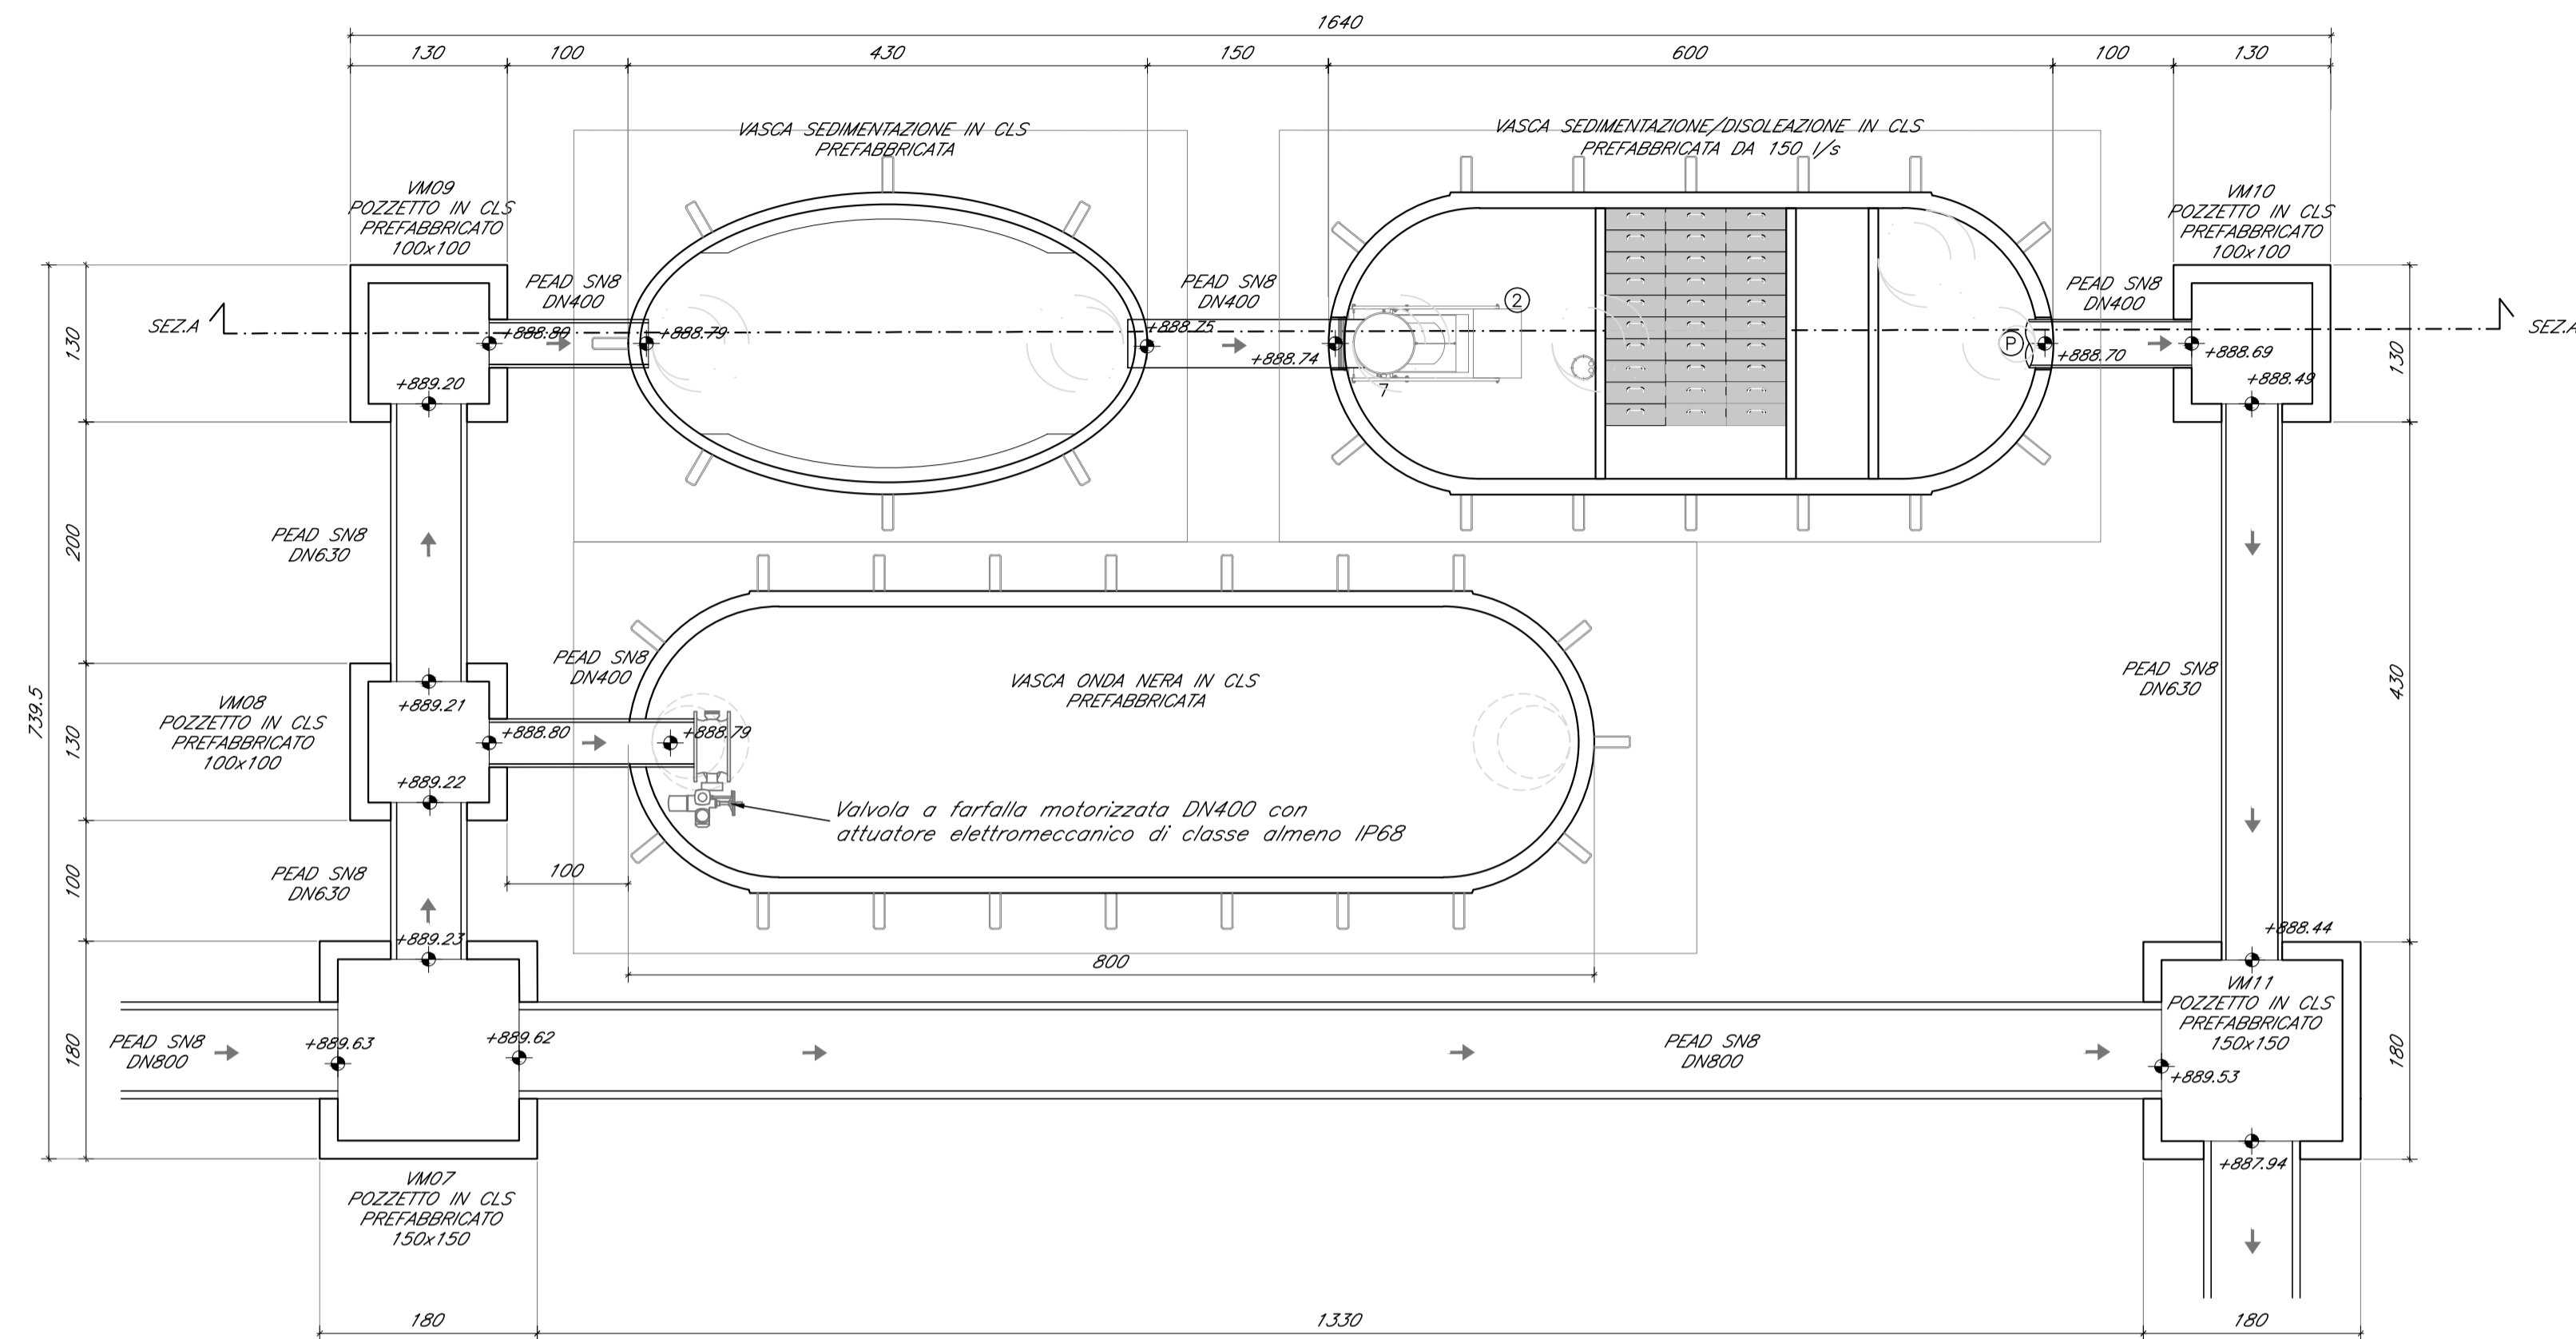 1640
130
100
430
150
600
100
130
VASCA SEDIMENTAZIONE IN CLS
PREFABBRICATA
VASCA SEDIMENTAZIONE/DISOLEAZIONE IN CLS
PREFABBRICATA DA 150 l/s
VM09
POZZETTO IN CLS
PREFABBRICATO
100x100
VM10
POZZETTO IN CLS
PREFABBRICATO
100x100
PEAD SN8
DN400
PEAD SN8
DN400
PEAD SN8
DN400
SEZ.A
SEZ.A
+888.80
+888.79
+888.75
+888.74
2
7
P
+888.70
+888.69
+888.49
+889.20
130
130
200
PEAD SN8
DN630
739.5
PEAD SN8
DN400
VASCA ONDA NERA IN CLS
PREFABBRICATA
PEAD SN8
DN630
430
VM08
POZZETTO IN CLS
PREFABBRICATO
100x100
130
+889.21
+888.80
+888.79
+889.22
Valvola a farfalla motorizzata DN400 con
attuatore elettromeccanico di classe almeno IP68
100
PEAD SN8
DN630
100
+889.23
800
+888.44
VM11
POZZETTO IN CLS
PREFABBRICATO
150x150
180
PEAD SN8
DN800
+889.63
+889.62
PEAD SN8
DN800
+889.53
180
+887.94
VM07
POZZETTO IN CLS
PREFABBRICATO
150x150
180
1330
180